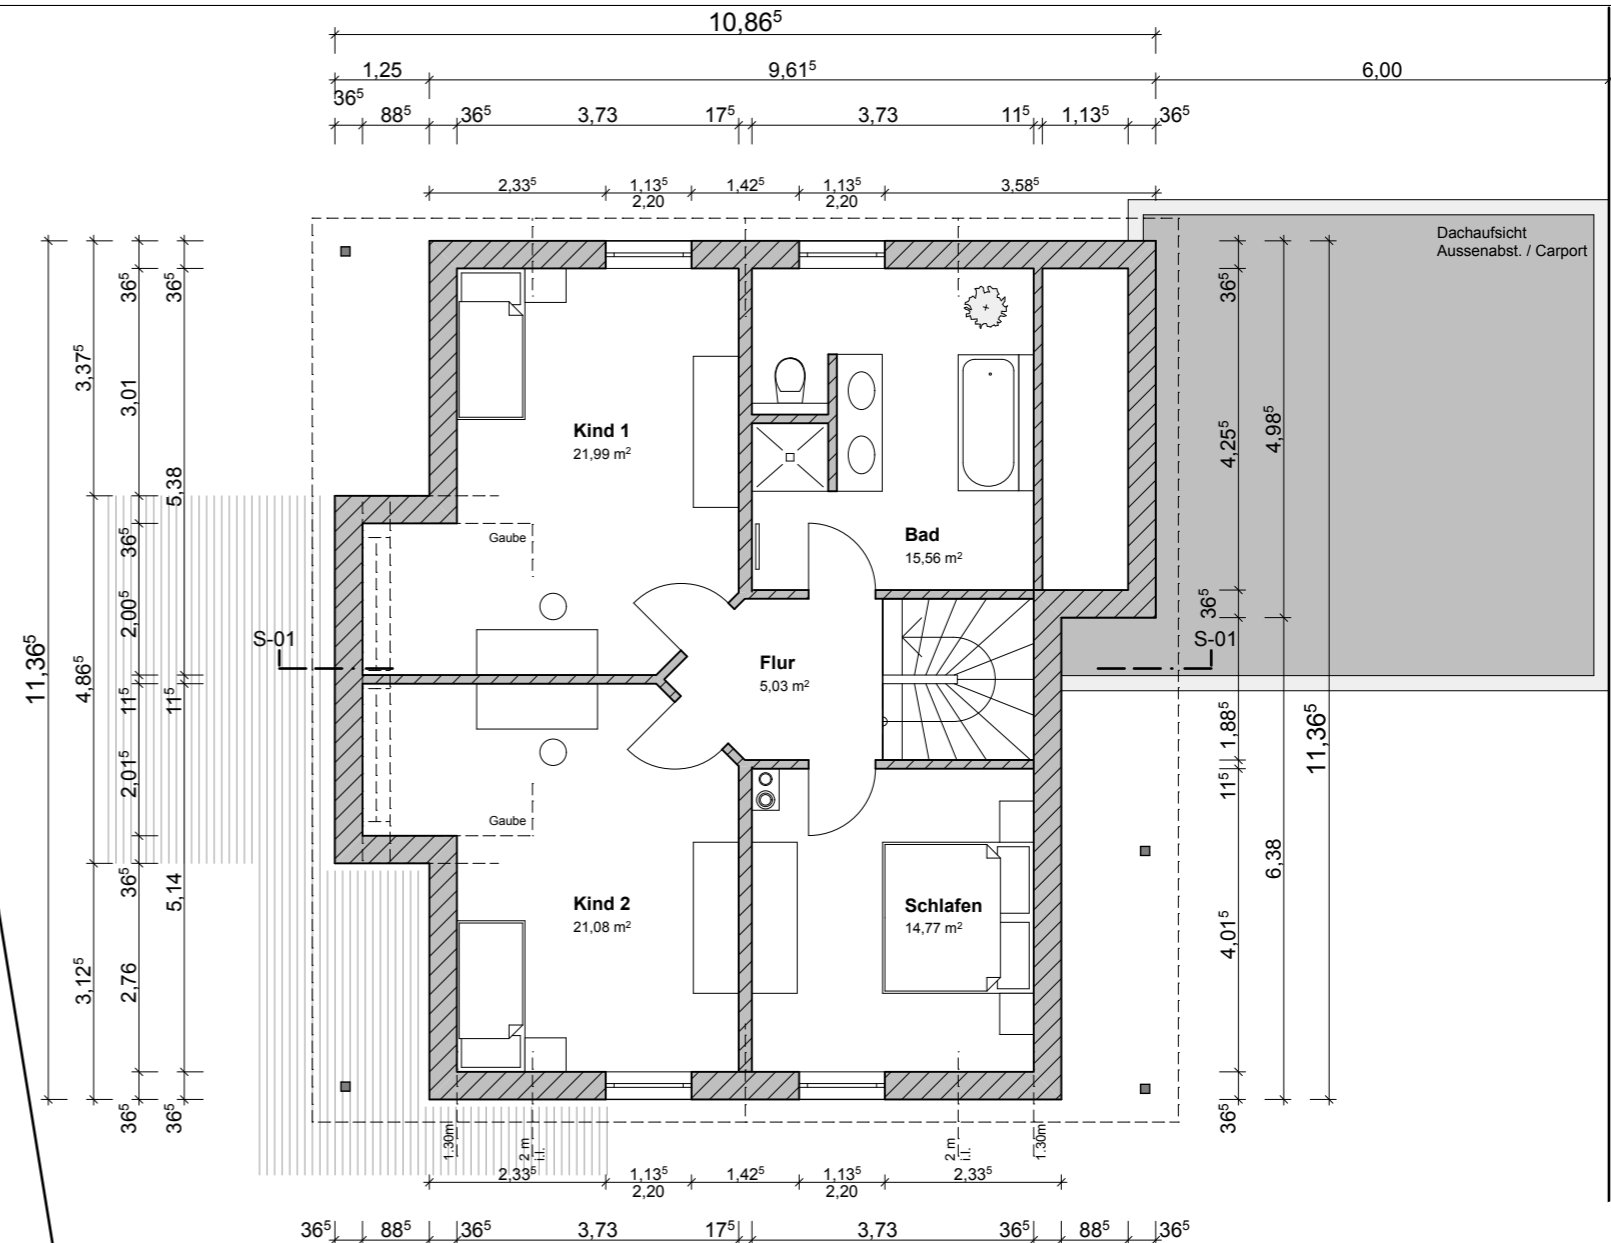 10,86⁵
1,25 9,61⁵ 6,00
36⁵
88⁵ 36⁵ 3,73 17⁵ 3,73 11⁵ 1,13⁵ 36⁵
2,33⁵ 1,13⁵ 1,42⁵ 1,13⁵ 3,58⁵
2,20 2,20
Dachaufsicht
Aussenabst. / Carport
11,36⁵
3,37⁵
4,86⁵
3,12⁵
36⁵
3,01
36⁵
2,00⁵
11⁵
2,01⁵
36⁵
2,76
36⁵
36⁵
5,38
11⁵
5,14
36⁵
Kind 1
21,99 m²
Bad
15,56 m²
Gaube
S-01
S-01
Flur
5,03 m²
Gaube
Kind 2
21,08 m²
Schlafen
14,77 m²
36⁵
4,25⁵
36⁵
1,88⁵
11⁵
4,01⁵
36⁵
4,98⁵
6,38
11,36⁵
1.30m
2 m
i.l.
2 m
i.l.
1.30m
2,33⁵ 1,13⁵ 1,42⁵ 1,13⁵ 2,33⁵
2,20 2,20
36⁵ 88⁵ 36⁵ 3,73 17⁵ 3,73 36⁵ 88⁵ 36⁵